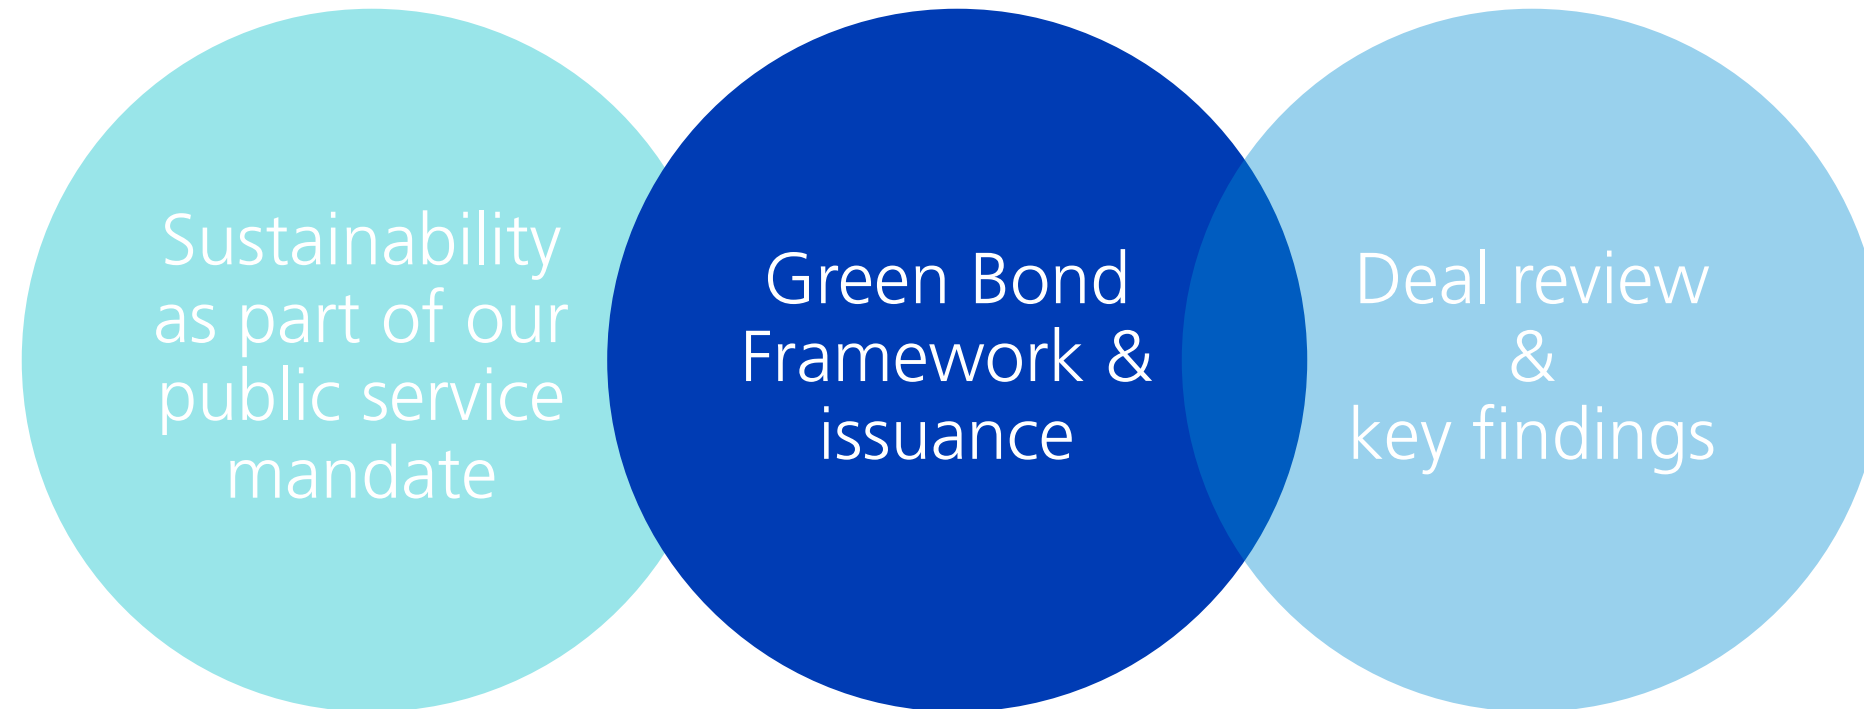 Sustainability
as part of our
public service
mandate
Green Bond
Framework &
issuance
Deal review
&
key findings